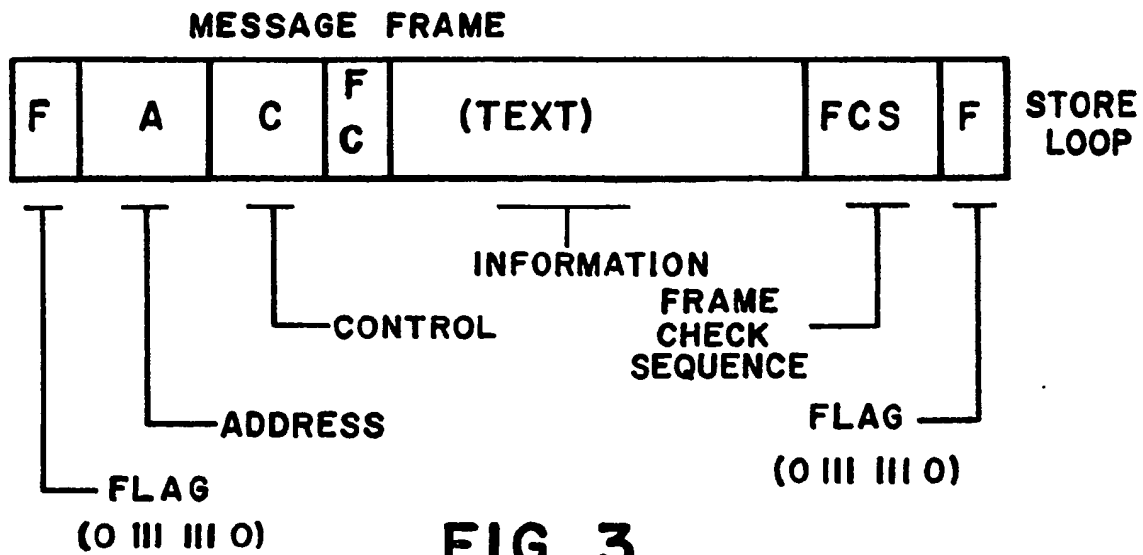 MESSAGE FRAME
F A C F C (TEXT) FCS F
STORE LOOP
INFORMATION
FRAME CHECK SEQUENCE
CONTROL
ADDRESS
FLAG
(0 111 111 0)
FLAG
(0 111 111 0)
FIG. 3